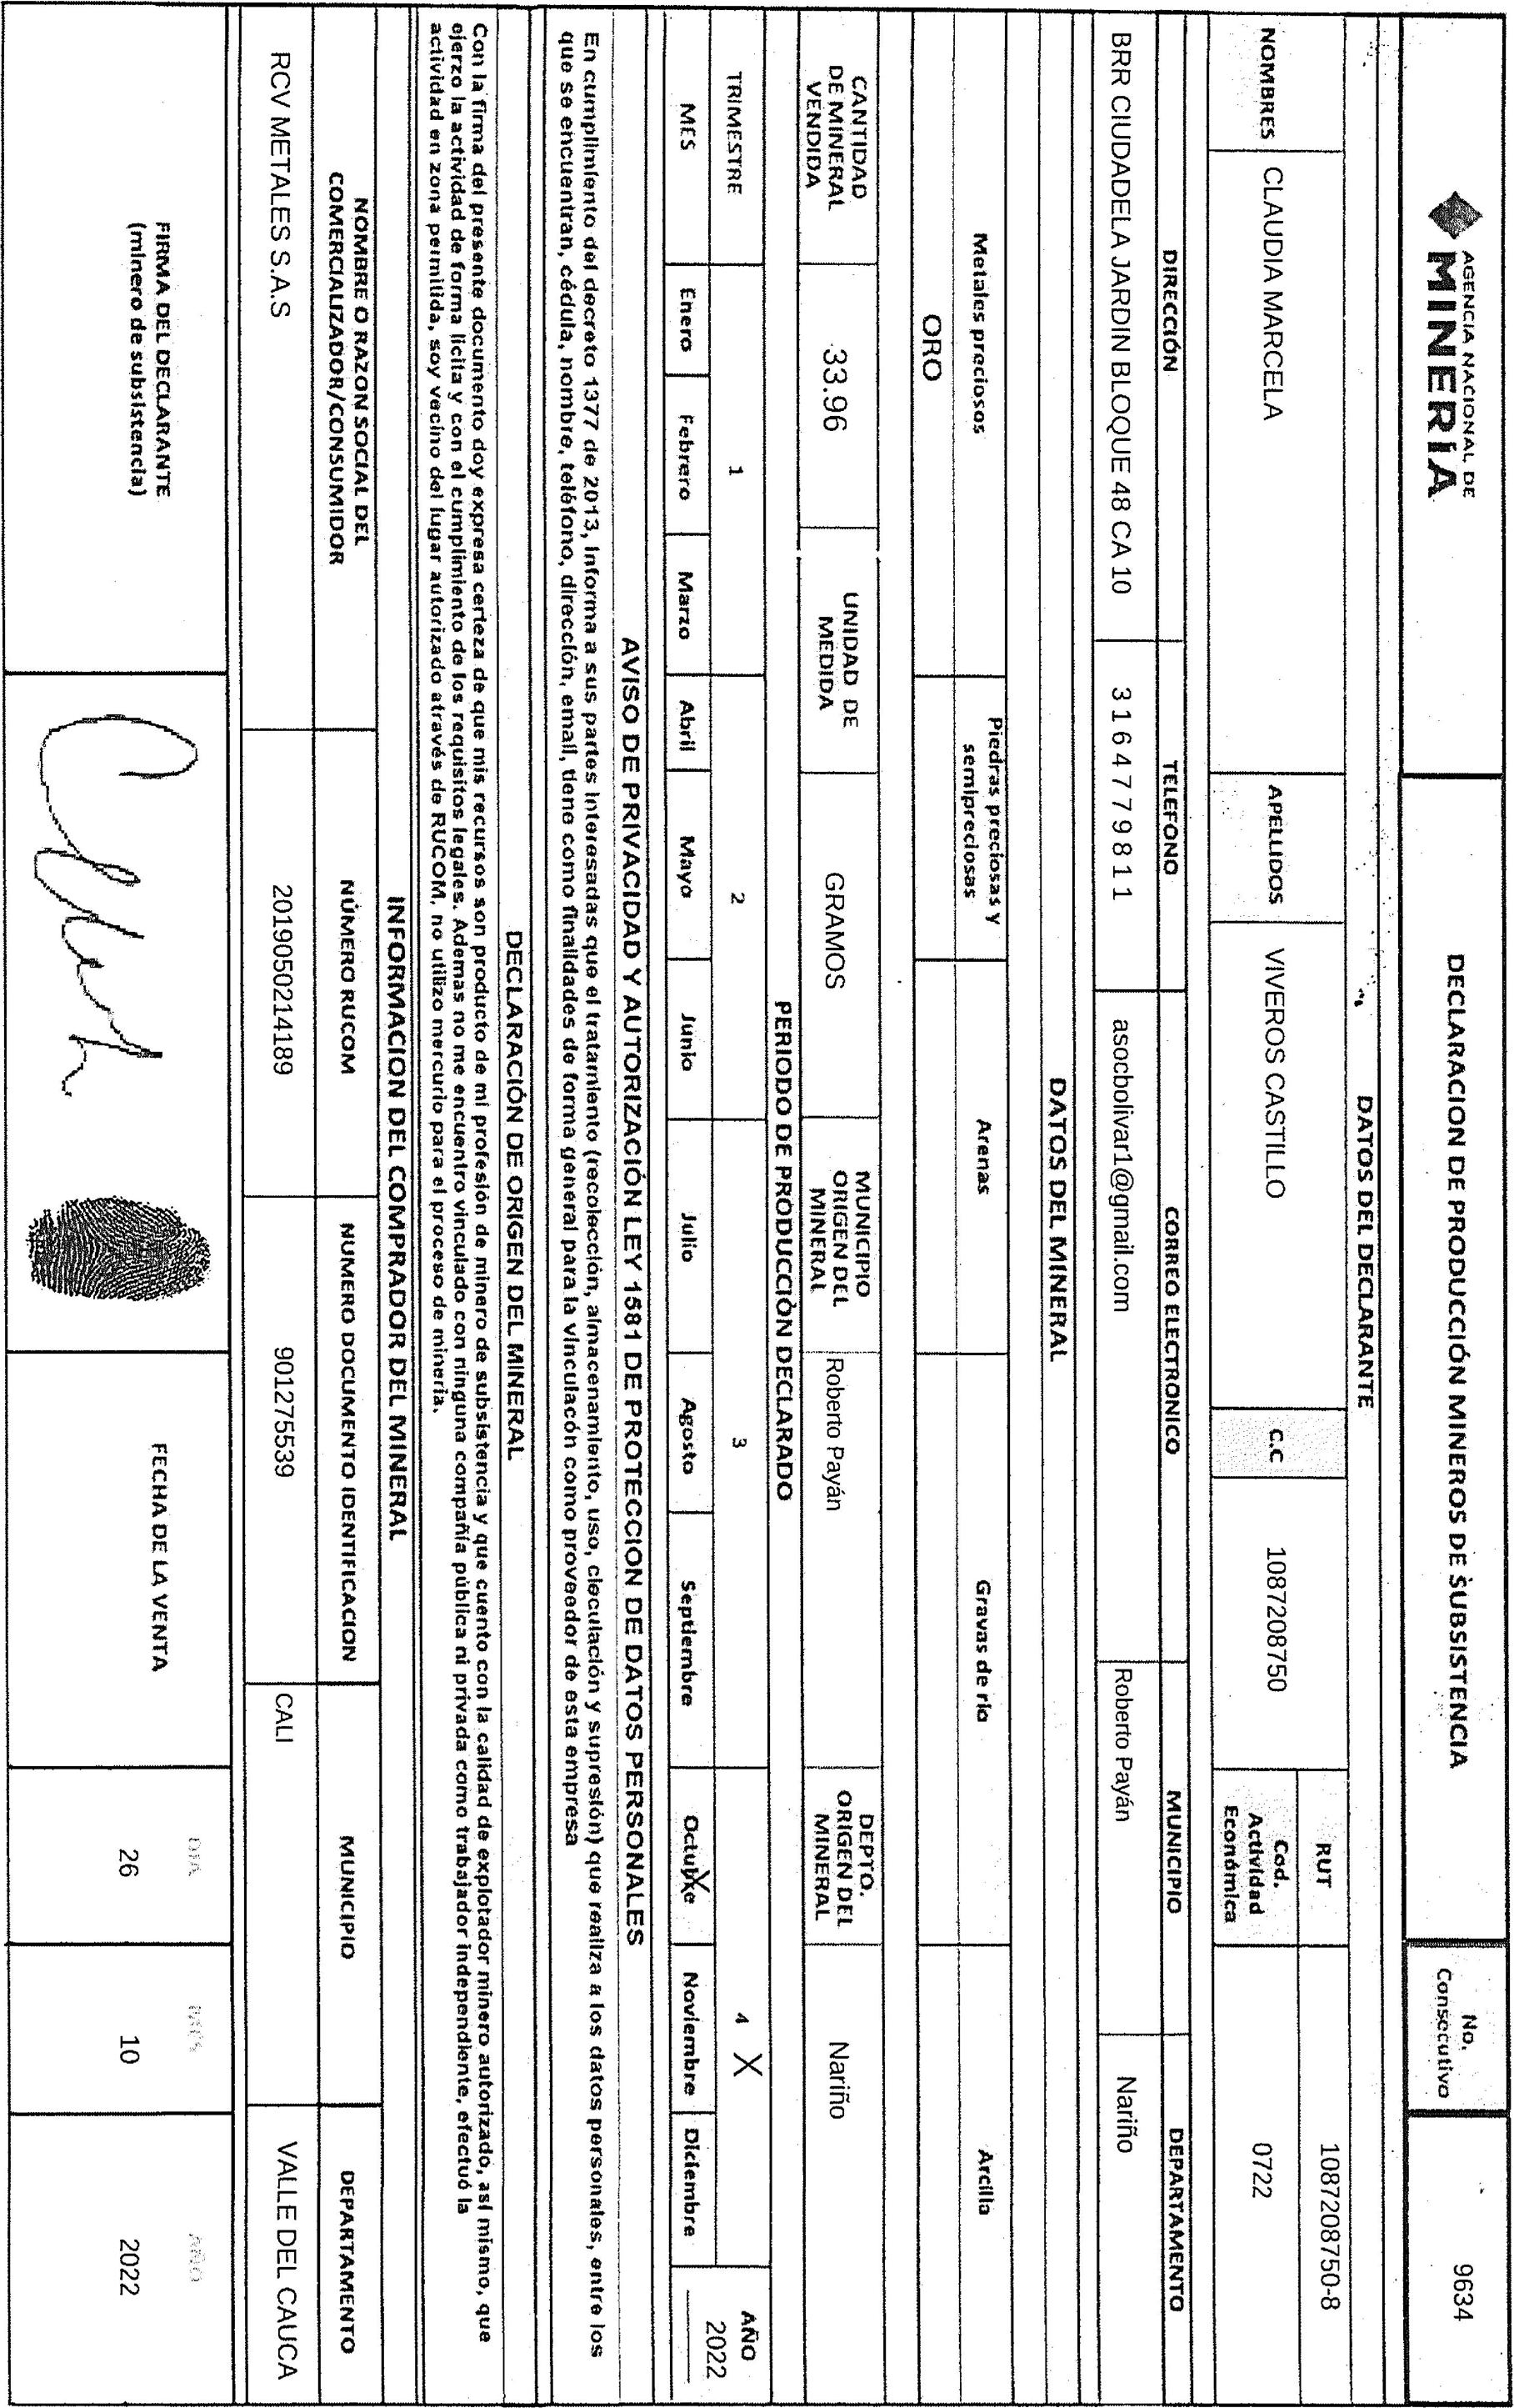 AGENCIA NACIONAL DE
MINERÍA
DECLARACION DE PRODUCCIÓN MINEROS DE SUBSISTENCIA
No.
Consecutivo
9634
DATOS DEL DECLARANTE
NOMBRES
CLAUDIA MARCELA
APELLIDOS
VIVEROS CASTILLO
C.C
1087208750
RUT
1087208750-8
Cod.
Actividad
Económica
0722
DIRECCIÓN
TELEFONO
CORREO ELECTRONICO
MUNICIPIO
DEPARTAMENTO
BRR CIUDADELA JARDIN BLOQUE 48 CA 10
3164779811
asocbolivar1@gmail.com
Roberto Payán
Nariño
DATOS DEL MINERAL
Metales preciosos
Piedras preciosas y
semipreciosas
Arenas
Gravas de río
Arcilla
ORO
CANTIDAD
DE MINERAL
VENDIDA
33.96
UNIDAD DE
MEDIDA
GRAMOS
MUNICIPIO
ORIGEN DEL
MINERAL
Roberto Payán
DEPTO.
ORIGEN DEL
MINERAL
Nariño
PERIODO DE PRODUCCIÓN DECLARADO
TRIMESTRE
1
2
3
4 X
AÑO
2022
MES
Enero
Febrero
Marzo
Abril
Mayo
Junio
Julio
Agosto
Septiembre
Octubre X
Noviembre
Diciembre
AVISO DE PRIVACIDAD Y AUTORIZACIÓN LEY 1581 DE PROTECCION DE DATOS PERSONALES
En cumplimiento del decreto 1377 de 2013, Informa a sus partes interesadas que el tratamiento (recolección, almacenamiento, uso, cloculación y supresión) que realiza a los datos personales, entre los
que se encuentran, cédula, nombre, teléfono, dirección, email, tiene como finalidades de forma general para la vinculacón como proveedor de esta empresa
DECLARACIÓN DE ORIGEN DEL MINERAL
Con la firma del presente documento doy expresa certeza de que mis recursos son producto de mi profesión de minero de subsistencia y que cuento con la calidad de explotador minero autorizado, así mismo, que
ejerzo la actividad de forma licita y con el cumplimiento de los requisitos legales. Ademas no me encuentro vinculado con ninguna compañía pública ni privada como trabajador independiente, efectuó la
actividad en zona permitida, soy vecino del lugar autorizado através de RUCOM, no utilizo mercurio para el proceso de minería.
INFORMACION DEL COMPRADOR DEL MINERAL
NOMBRE O RAZON SOCIAL DEL
COMERCIALIZADOR/CONSUMIDOR
NÚMERO RUCOM
NUMERO DOCUMENTO IDENTIFICACION
MUNICIPIO
DEPARTAMENTO
RCV METALES S.A.S
201905021418​9
901275539
CALI
VALLE DEL CAUCA
FIRMA DEL DECLARANTE
(minero de subsistencia)
FECHA DE LA VENTA
DIA
MES
AÑO
26
10
2022